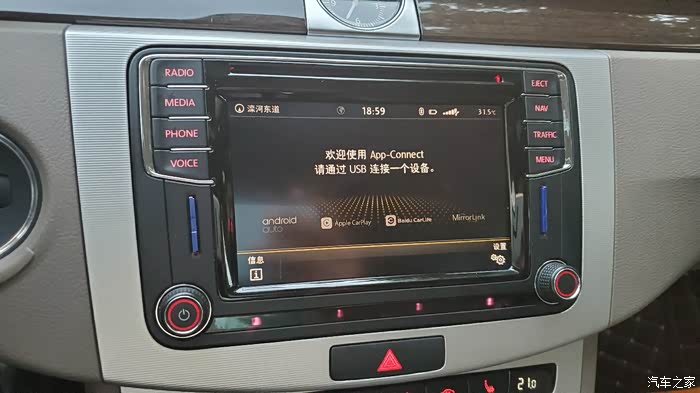 RADIO
MEDIA
PHONE
VOICE
EJECT
NAV
TRAFFIC
MENU
滦河东道
18:59
31.5℃
欢迎使用 App-Connect
请通过 USB 连接一个设备。
android auto
Apple CarPlay
Baidu CarLife
MirrorLink
信息
设置
21.0
汽车之家